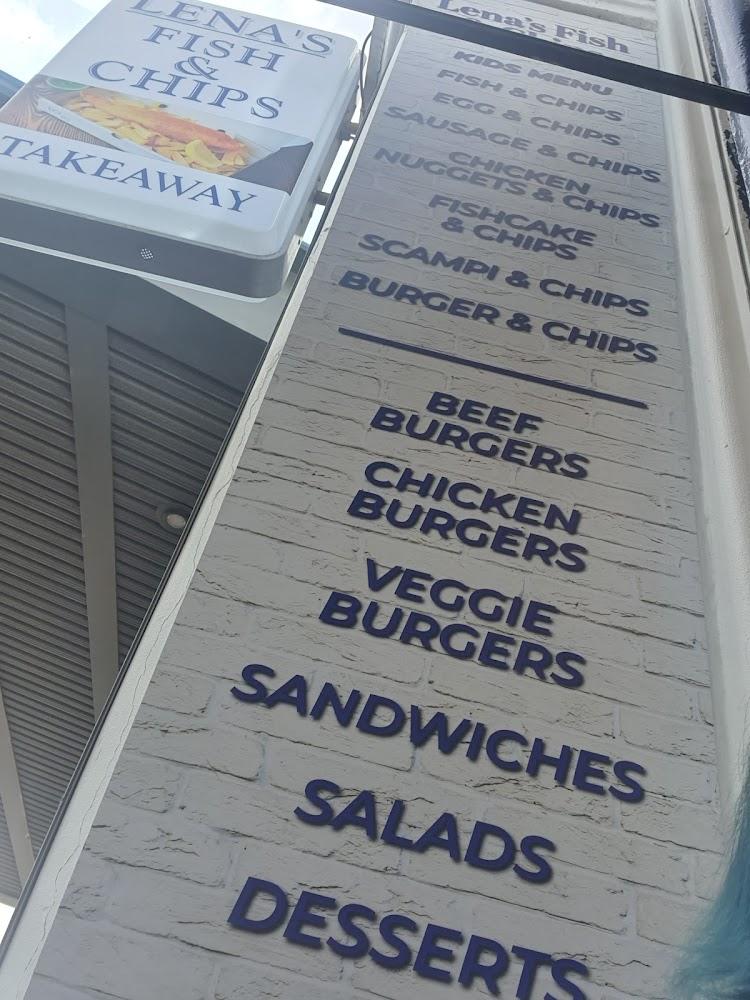 LENA'S
FISH
&
CHIPS
TAKEAWAY
Lena's Fish
KIDS MENU
FISH & CHIPS
EGG & CHIPS
SAUSAGE & CHIPS
CHICKEN
NUGGETS & CHIPS
FISHCAKE
& CHIPS
SCAMPI & CHIPS
BURGER & CHIPS
BEEF
BURGERS
CHICKEN
BURGERS
VEGGIE
BURGERS
SANDWICHES
SALADS
DESSERTS